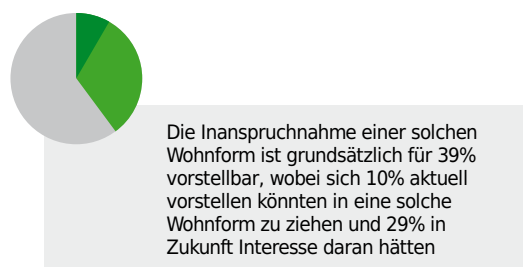 Die Inanspruchnahme einer solchen
Wohnform ist grundsätzlich für 39%
vorstellbar, wobei sich 10% aktuell
vorstellen könnten in eine solche
Wohnform zu ziehen und 29% in
Zukunft Interesse daran hätten